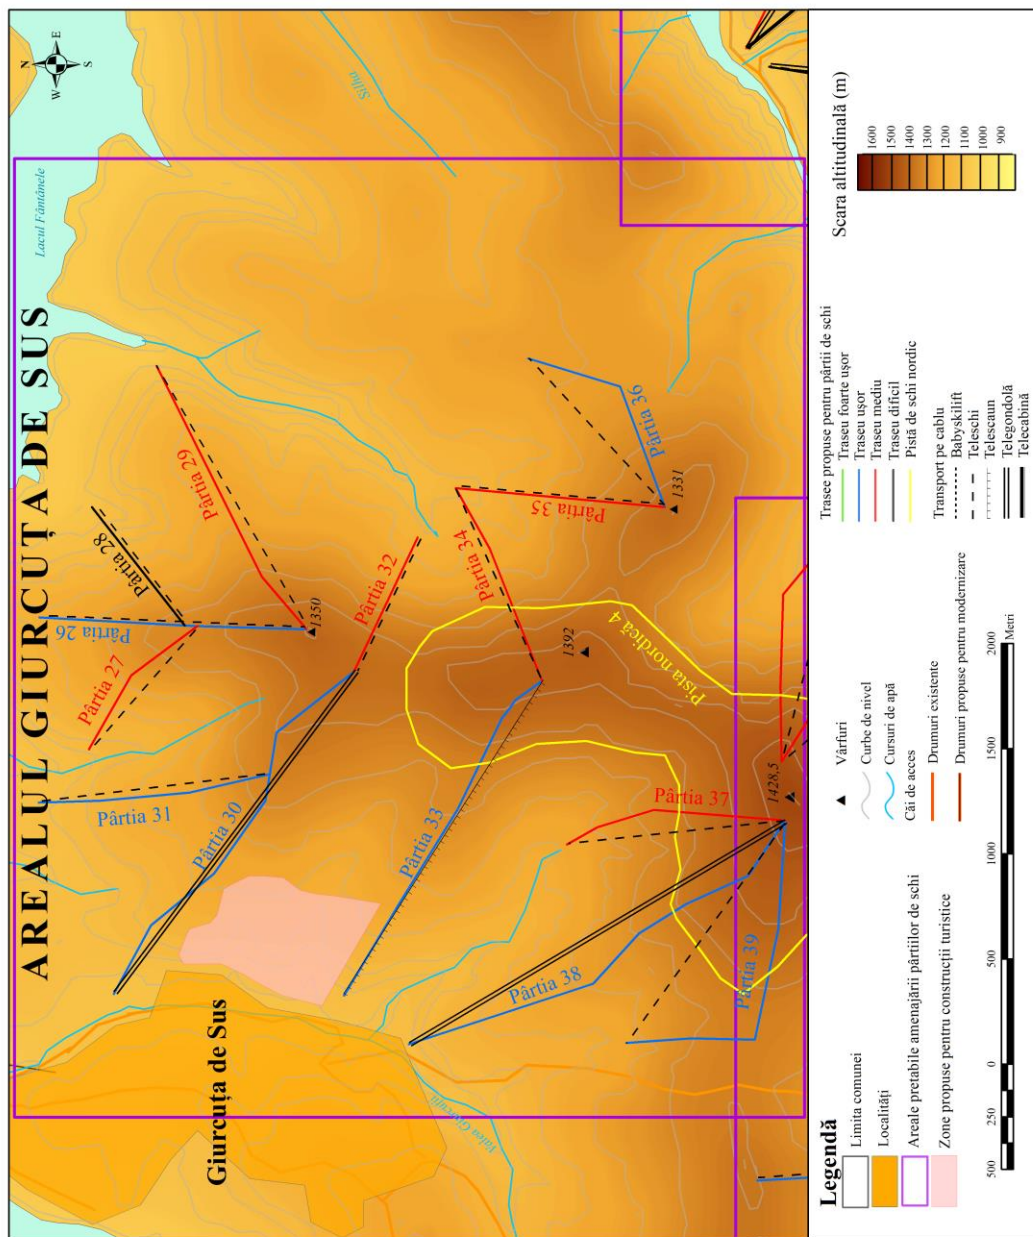 AREALUL GIURCUȚA DE SUS
N
E
S
W
Lacul Fântânele
Silha
Pârtia 26
Pârtia 27
Pârtia 28
Pârtia 29
1350
Pârtia 31
Pârtia 30
Pârtia 32
Pârtia 33
Pârtia 34
Pârtia 35
Pârtia 36
1331
1392
Pista nordică 4
Pârtia 37
1428,5
Pârtia 38
Pârtia 39
Giurcuța de Sus
Valea Giurcuții
Legendă
Limita comunei
Localități
Areale pretabile amenajării pârtiilor de schi
Zone propuse pentru construcții turistice
Vârfuri
Curbe de nivel
Cursuri de apă
Căi de acces
Drumuri existente
Drumuri propuse pentru modernizare
Trasee propuse pentru pârtii de schi
Traseu foarte ușor
Traseu ușor
Traseu mediu
Traseu dificil
Pistă de schi nordic
Transport pe cablu
Babyskilift
Teleschi
Telescaun
Telegondolă
Telecabină
Scara altitudinală (m)
1600
1500
1400
1300
1200
1100
1000
900
500 250 0 500 1000 1500 2000
Metri